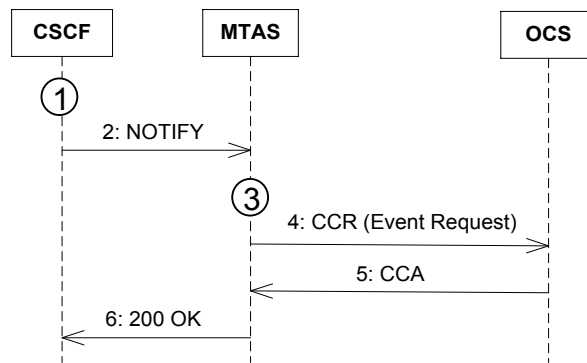 CSCF MTAS OCS
1
2: NOTIFY
3
4: CCR (Event Request)
5: CCA
6: 200 OK